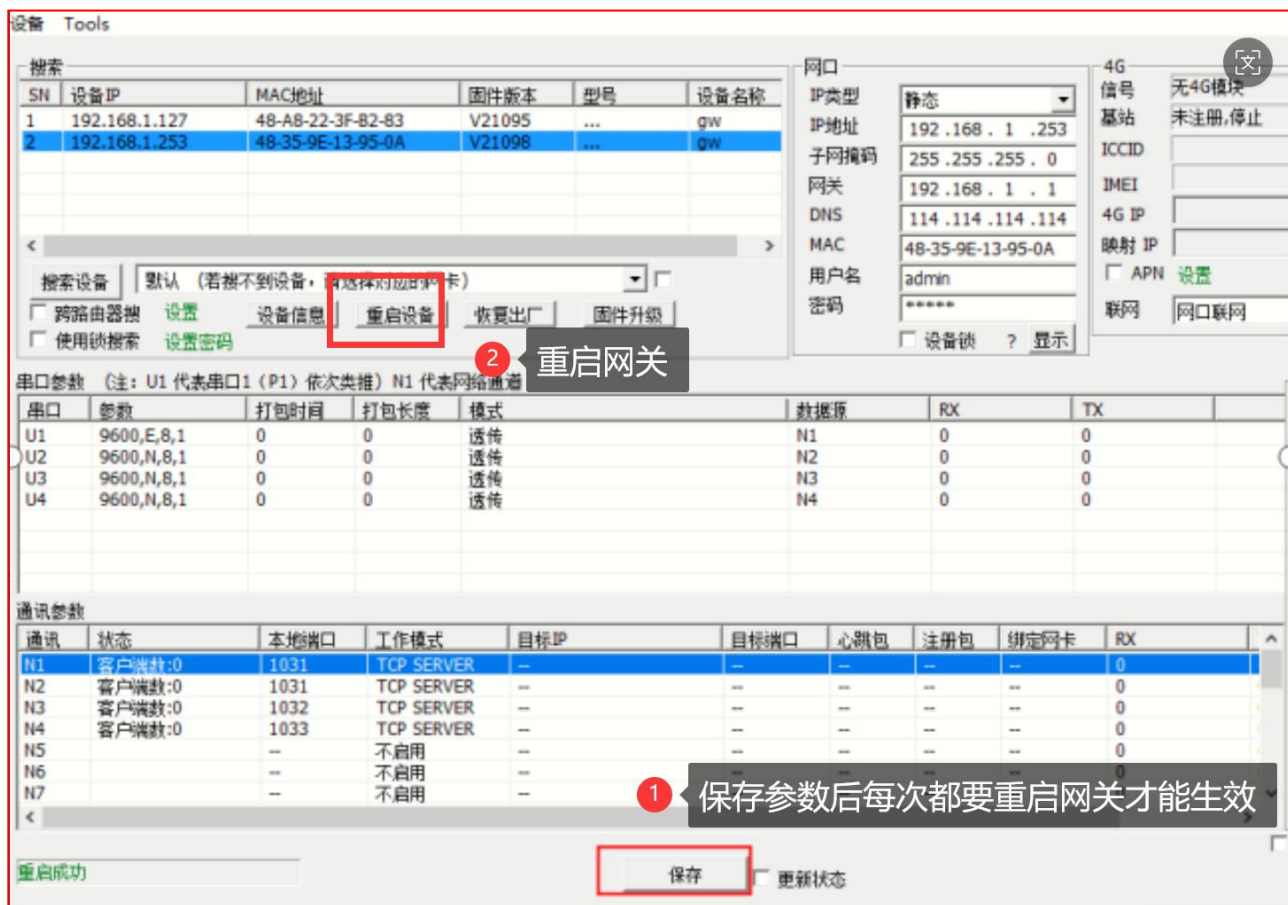 设备 Tools
搜索
SN 设备IP MAC地址 固件版本 型号 设备名称
1 192.168.1.127 48-A8-22-3F-B2-83 V21095 ... gw
2 192.168.1.253 48-35-9E-13-95-0A V21098 ... gw
搜索设备 默认 (若搜不到设备，请选择对应的网卡)
跨路由器搜 设置 设备信息 重启设备 恢复出厂 固件升级
使用锁搜索 设置密码
2 重启网关
网口
IP类型 静态
IP地址 192 .168 . 1 .253
子网掩码 255 .255 .255 . 0
网关 192 .168 . 1 . 1
DNS 114 .114 .114 .114
MAC 48-35-9E-13-95-0A
用户名 admin
密码 *****
设备锁 ? 显示
4G
信号 无4G模块
基站 未注册,停止
ICCID
IMEI
4G IP
映射 IP
APN 设置
联网 网口联网
串口参数 (注: U1 代表串口1 (P1) 依次类推) N1 代表网络通道
串口 参数 打包时间 打包长度 模式 数据源 RX TX
U1 9600,E,8,1 0 0 透传 N1 0 0
U2 9600,N,8,1 0 0 透传 N2 0 0
U3 9600,N,8,1 0 0 透传 N3 0 0
U4 9600,N,8,1 0 0 透传 N4 0 0
通讯参数
通讯 状态 本地端口 工作模式 目标IP 目标端口 心跳包 注册包 绑定网卡 RX
N1 客户端数:0 1031 TCP SERVER -- -- -- -- -- 0
N2 客户端数:0 1031 TCP SERVER -- -- -- -- -- 0
N3 客户端数:0 1032 TCP SERVER -- -- -- -- -- 0
N4 客户端数:0 1033 TCP SERVER -- -- -- -- -- 0
N5 -- 不启用 -- -- -- -- -- 0
N6 -- 不启用 -- -- -- -- -- 0
N7 -- 不启用 --
1 保存参数后每次都要重启网关才能生效
重启成功 保存 更新状态